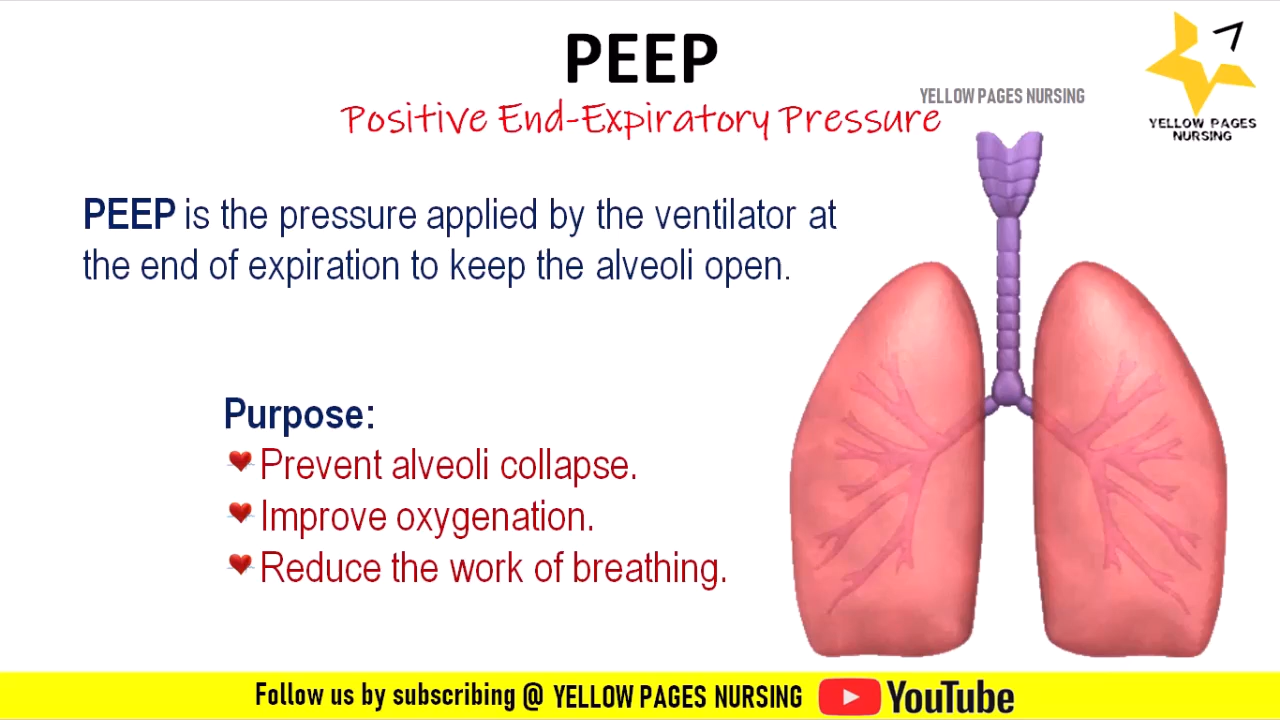 PEEP
Positive End-Expiratory Pressure
YELLOW PAGES NURSING
YELLOW PAGES
NURSING
PEEP is the pressure applied by the ventilator at
the end of expiration to keep the alveoli open.
Purpose:
Prevent alveoli collapse.
Improve oxygenation.
Reduce the work of breathing.
Follow us by subscribing @ YELLOW PAGES NURSING YouTube